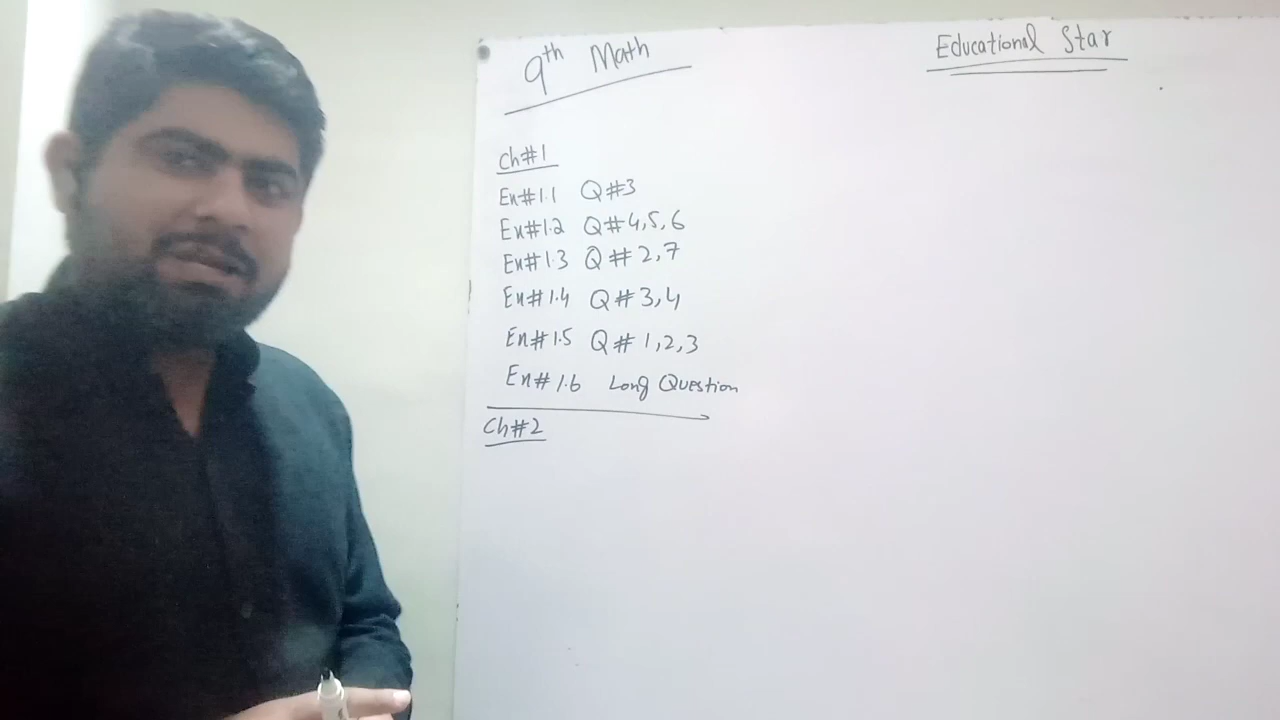 9th Math
Educational Star
Ch#1
Ex#1.1 Q#3
Ex#1.2 Q#4,5,6
Ex#1.3 Q#2,7
Ex#1.4 Q#3,4
Ex#1.5 Q#1,2,3
Ex#1.6 Long Question
Ch#2